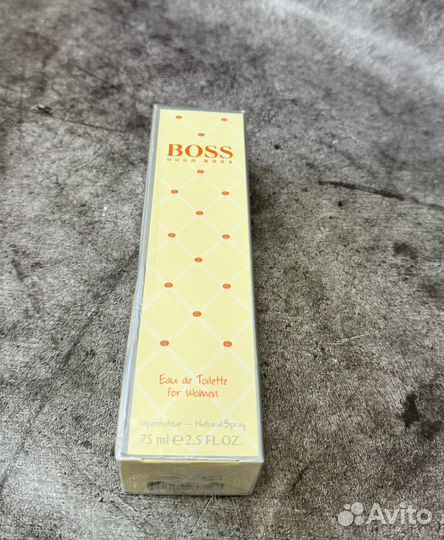 BOSS
HUGO BOSS
Eau de Toilette
for Women
Vaporisateur – Natural Spray
75 ml e 2.5 FL.OZ.
Avito